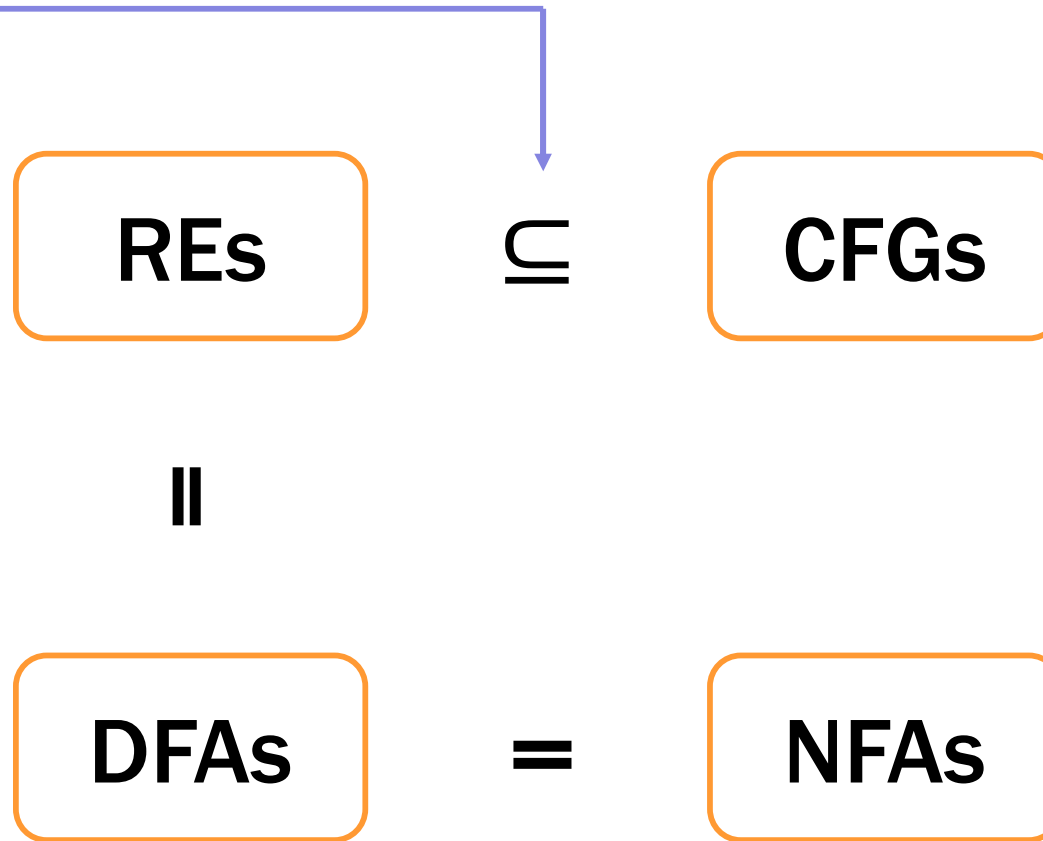 REs ⊆ CFGs
=
DFAs = NFAs